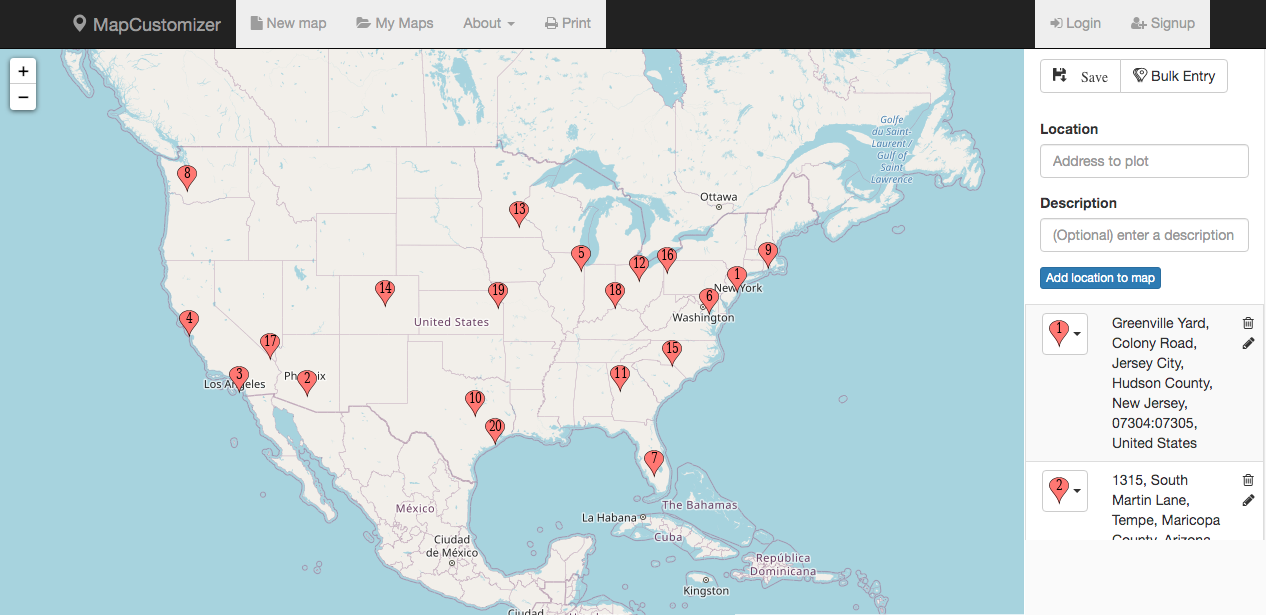 MapCustomizer
New map
My Maps
About
Print
Login
Signup
+
−
Save
Bulk Entry
Location
Address to plot
Description
(Optional) enter a description
Add location to map
1
Greenville Yard,
Colony Road,
Jersey City,
Hudson County,
New Jersey,
07304:07305,
United States
2
1315, South
Martin Lane,
Tempe, Maricopa
County, Arizona,
Golfe
du Saint-
Laurent /
Gulf of
Saint
Lawrence
8
Ottawa
13
5
12
16
9
1
New York
14
19
18
6
Washington
4
United States
17
15
3
Los Angeles
2
11
10
20
7
The Bahamas
La Habana
México
Cuba
Ciudad
de México
República
Dominicana
Kingston
Ciudad